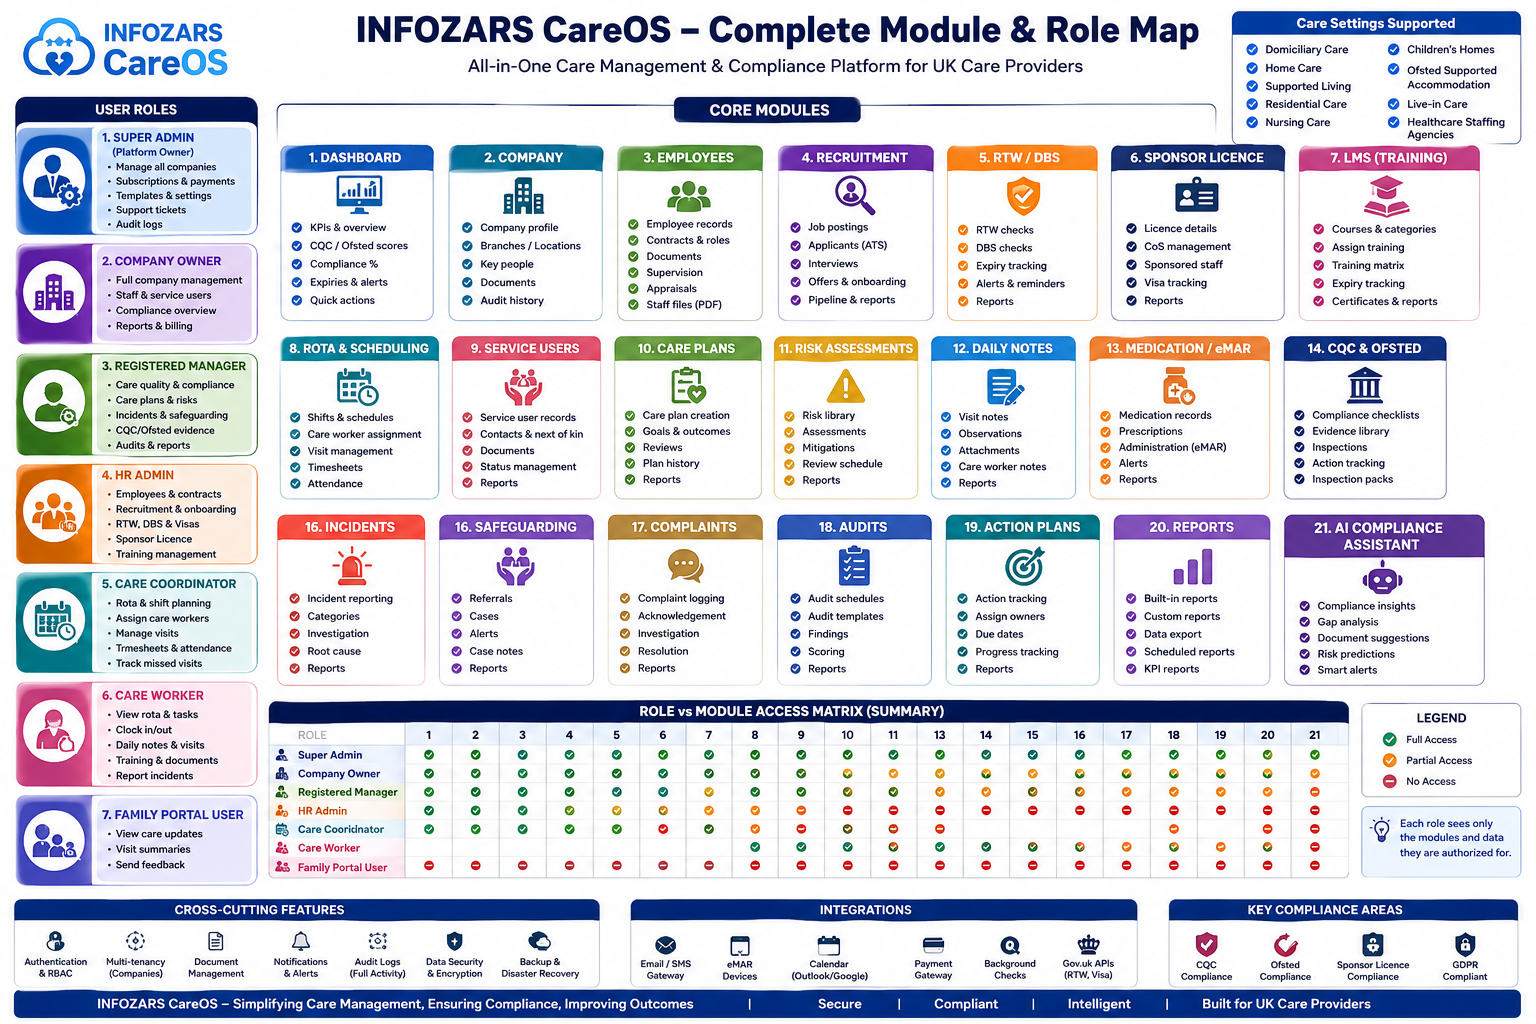 INFOZARS
CareOS
INFOZARS CareOS – Complete Module & Role Map
All-in-One Care Management & Compliance Platform for UK Care Providers
Care Settings Supported
Domiciliary Care
Home Care
Supported Living
Residential Care
Nursing Care
Children's Homes
Ofsted Supported
Accommodation
Live-in Care
Healthcare Staffing
Agencies
USER ROLES
1. SUPER ADMIN
(Platform Owner)
• Manage all companies
• Subscriptions & payments
• Templates & settings
• Support tickets
• Audit logs
2. COMPANY OWNER
• Full company management
• Staff & service users
• Compliance overview
• Reports & billing
3. REGISTERED MANAGER
• Care quality & compliance
• Care plans & risks
• Incidents & safeguarding
• CQC/Ofsted evidence
• Audits & reports
4. HR ADMIN
• Employees & contracts
• Recruitment & onboarding
• RTW, DBS & Visas
• Sponsor Licence
• Training management
5. CARE COORDINATOR
• Rota & shift planning
• Assign care workers
• Manage visits
• Trmesheets & attendance
• Track missed visits
6. CARE WORKER
• View rota & tasks
• Clock in/out
• Daily notes & visits
• Training & documents
• Report incidents
7. FAMILY PORTAL USER
• View care updates
• Visit summaries
• Send feedback
CORE MODULES
1. DASHBOARD
KPIs & overview
CQC / Ofsted scores
Compliance %
Expiries & alerts
Quick actions
2. COMPANY
Company profile
Branches / Locations
Key people
Documents
Audit history
3. EMPLOYEES
Employee records
Contracts & roles
Documents
Supervision
Appraisals
Staff files (PDF)
4. RECRUITMENT
Job postings
Applicants (ATS)
Interviews
Offers & onboarding
Pipeline & reports
5. RTW / DBS
RTW checks
DBS checks
Expiry tracking
Alerts & reminders
Reports
6. SPONSOR LICENCE
Licence details
CoS management
Sponsored staff
Visa tracking
Reports
7. LMS (TRAINING)
Courses & categories
Assign training
Training matrix
Expiry tracking
Certificates & reports
8. ROTA & SCHEDULING
Shifts & schedules
Care worker assignment
Visit management
Timesheets
Attendance
9. SERVICE USERS
Service user records
Contacts & next of kin
Documents
Status management
Reports
10. CARE PLANS
Care plan creation
Goals & outcomes
Reviews
Plan history
Reports
11. RISK ASSESSMENTS
Risk library
Assessments
Mitigations
Review schedule
Reports
12. DAILY NOTES
Visit notes
Observations
Attachments
Care worker notes
Reports
13. MEDICATION / eMAR
Medication records
Prescriptions
Administration (eMAR)
Alerts
Reports
14. CQC & OFSTED
Compliance checklists
Evidence library
Inspections
Action tracking
Inspection packs
16. INCIDENTS
Incident reporting
Categories
Investigation
Root cause
Reports
16. SAFEGUARDING
Referrals
Cases
Alerts
Case notes
Reports
17. COMPLAINTS
Complaint logging
Acknowledgement
Investigation
Resolution
Reports
18. AUDITS
Audit schedules
Audit templates
Findings
Scoring
Reports
19. ACTION PLANS
Action tracking
Assign owners
Due dates
Progress tracking
Reports
20. REPORTS
Built-in reports
Custom reports
Data export
Scheduled reports
KPI reports
21. AI COMPLIANCE
ASSISTANT
Compliance insights
Gap analysis
Document suggestions
Risk predictions
Smart alerts
ROLE vs MODULE ACCESS MATRIX (SUMMARY)
ROLE 1 2 3 4 5 6 7 8 9 10 11 13 14 15 16 17 18 19 20 21
Super Admin
Company Owner
Registered Manager
HR Admin
Care Cooridinator
Care Worker
Family Portal User
LEGEND
Full Access
Partial Access
No Access
Each role sees only
the modules and data
they are authorized for.
CROSS-CUTTING FEATURES
Authentication
& RBAC
Multi-tenancy
(Companies)
Document
Management
Notifications
& Alerts
Audit Logs
(Full Activity)
Data Security
& Encryption
Backup &
Disaster Recovery
INTEGRATIONS
Email / SMS
Gateway
eMAR
Devices
Calendar
(Outlook/Google)
Payment
Gateway
Background
Checks
Gov.uk APIs
(RTW, Visa)
KEY COMPLIANCE AREAS
CQC
Compliance
Ofsted
Compliance
Sponsor Licence
Compliance
GDPR
Compliant
INFOZARS CareOS – Simplifying Care Management, Ensuring Compliance, Improving Outcomes | Secure | Compliant | Intelligent | Built for UK Care Providers